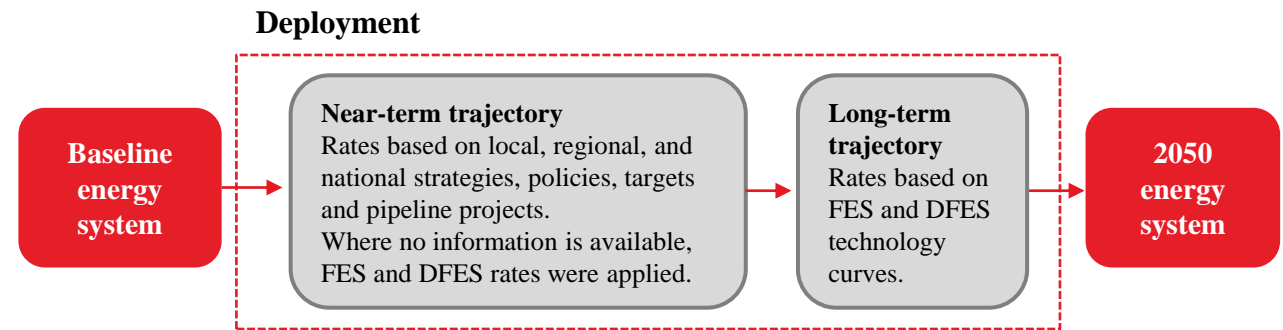 Deployment
Baseline
energy
system
Near-term trajectory
Rates based on local, regional, and
national strategies, policies, targets
and pipeline projects.
Where no information is available,
FES and DFES rates were applied.
Long-term
trajectory
Rates based on
FES and DFES
technology
curves.
2050
energy
system